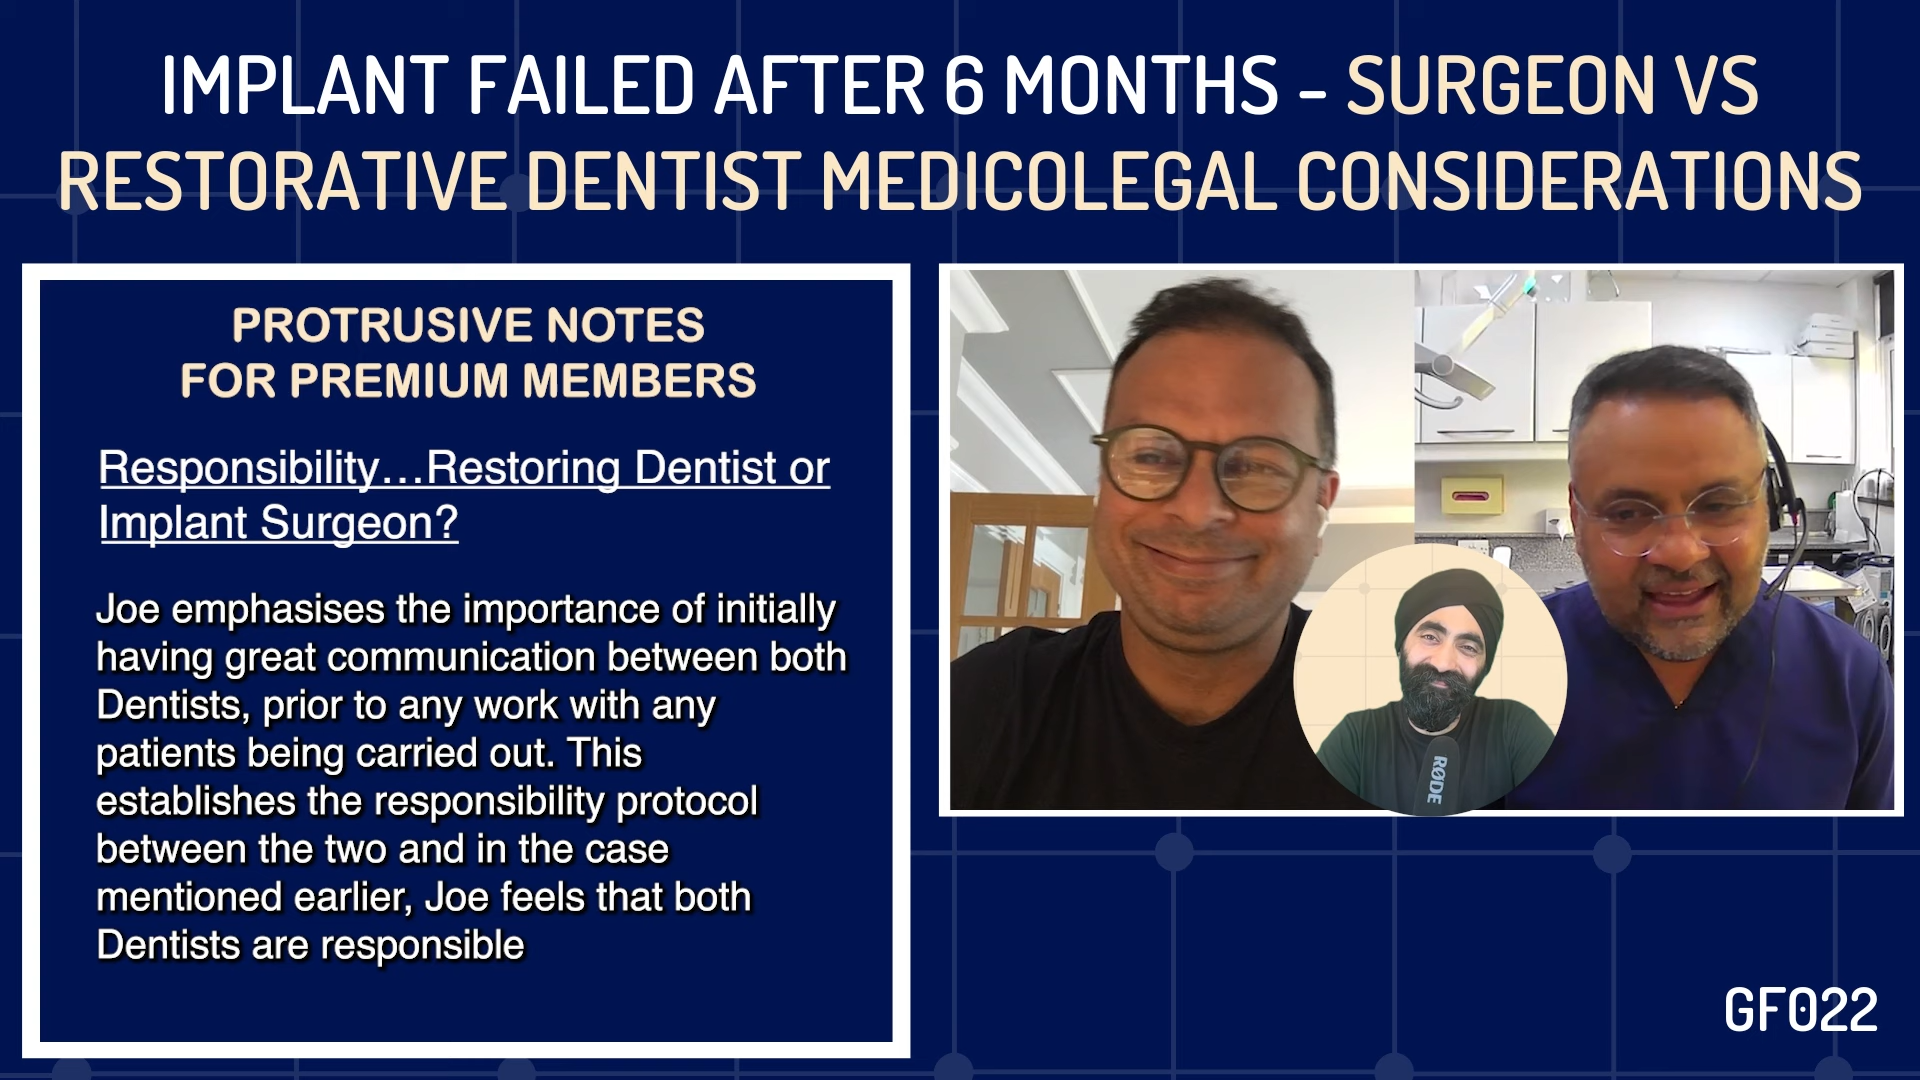 IMPLANT FAILED AFTER 6 MONTHS - SURGEON VS
RESTORATIVE DENTIST MEDICOLEGAL CONSIDERATIONS
PROTRUSIVE NOTES
FOR PREMIUM MEMBERS
Responsibility...Restoring Dentist or
Implant Surgeon?
Joe emphasises the importance of initially
having great communication between both
Dentists, prior to any work with any
patients being carried out. This
establishes the responsibility protocol
between the two and in the case
mentioned earlier, Joe feels that both
Dentists are responsible
RØDE
GF022